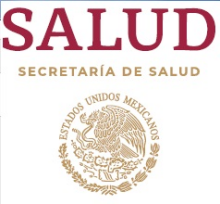 SALUD
SECRETARÍA DE SALUD
ESTADOS UNIDOS MEXICANOS